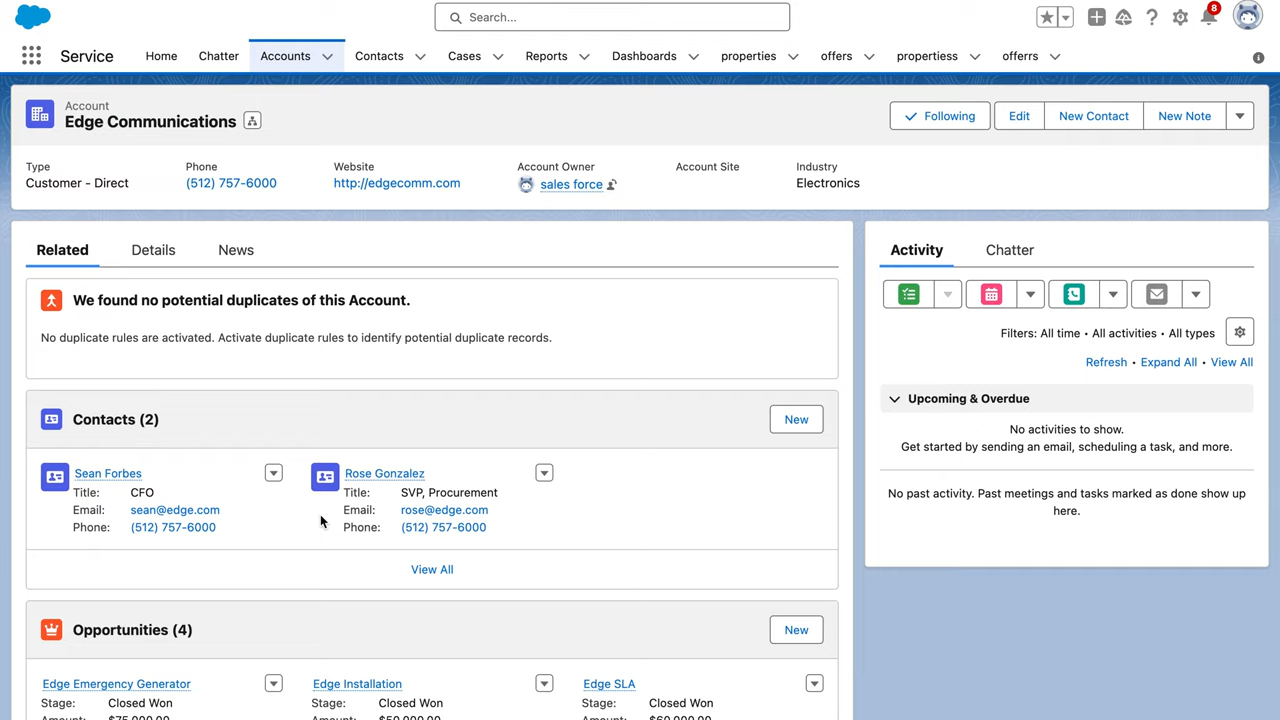 Search...
8
Service
Home
Chatter
Accounts
Contacts
Cases
Reports
Dashboards
properties
offers
propertiess
offerrs
Account
Edge Communications
Following
Edit
New Contact
New Note
Type
Customer - Direct
Phone
(512) 757-6000
Website
http://edgecomm.com
Account Owner
sales force
Account Site
Industry
Electronics
Related
Details
News
We found no potential duplicates of this Account.
No duplicate rules are activated. Activate duplicate rules to identify potential duplicate records.
Contacts (2)
New
Sean Forbes
Title: CFO
Email: sean@edge.com
Phone: (512) 757-6000
Rose Gonzalez
Title: SVP, Procurement
Email: rose@edge.com
Phone: (512) 757-6000
View All
Opportunities (4)
New
Edge Emergency Generator
Stage: Closed Won
Amount: $75,000.00
Edge Installation
Stage: Closed Won
Amount: $50,000.00
Edge SLA
Stage: Closed Won
Amount: $60,000.00
Activity
Chatter
Filters: All time • All activities • All types
Refresh • Expand All • View All
Upcoming & Overdue
No activities to show.
Get started by sending an email, scheduling a task, and more.
No past activity. Past meetings and tasks marked as done show up
here.